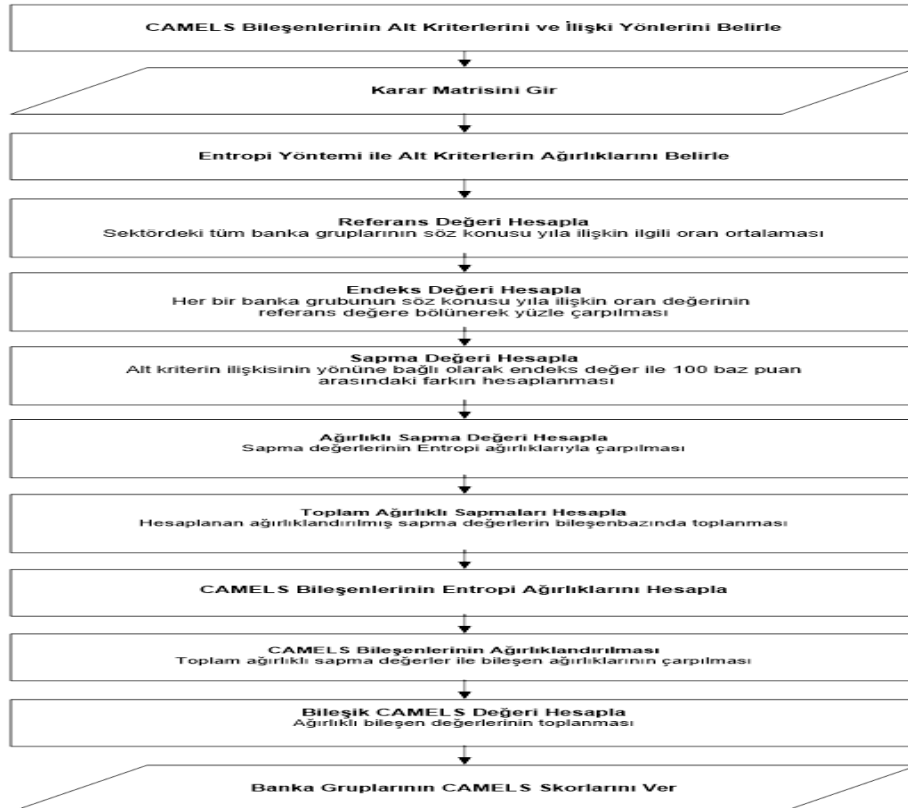 CAMELS Bileşenlerinin Alt Kriterlerini ve İlişki Yönlerini Belirle
Karar Matrisini Gir
Entropi Yöntemi ile Alt Kriterlerin Ağırlıklarını Belirle
Referans Değeri Hesapla
Sektördeki tüm banka gruplarının söz konusu yıla ilişkin ilgili oran ortalaması
Endeks Değeri Hesapla
Her bir banka grubunun söz konusu yıla ilişkin oran değerinin
referans değere bölünerek yüzle çarpılması
Sapma Değeri Hesapla
Alt kriterin ilişkisinin yönüne bağlı olarak endeks değer ile 100 baz puan
arasındaki farkın hesaplanması
Ağırlıklı Sapma Değeri Hesapla
Sapma değerlerinin Entropi ağırlıklarıyla çarpılması
Toplam Ağırlıklı Sapmaları Hesapla
Hesaplanan ağırlıklandırılmış sapma değerlerin bileşenbazında toplanması
CAMELS Bileşenlerinin Entropi Ağırlıklarını Hesapla
CAMELS Bileşenlerinin Ağırlıklandırılması
Toplam ağırlıklı sapma değerler ile bileşen ağırlıklarının çarpılması
Bileşik CAMELS Değeri Hesapla
Ağırlıklı bileşen değerlerinin toplanması
Banka Gruplarının CAMELS Skorlarını Ver